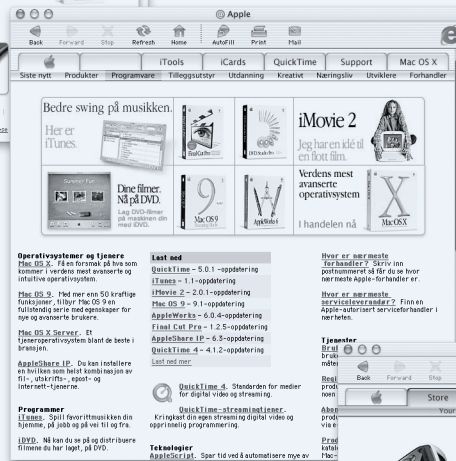 Apple
Back
Forward
Stop
Refresh
Home
AutoFill
Print
Mail
iTools
iCards
QuickTime
Support
Mac OS X
Siste nytt
Produkter
Programvare
Tilleggsutstyr
Utdanning
Kreativt
Næringsliv
Utviklere
Forhandler
Bedre swing på musikken.
Her er
iTunes.
Final Cut Pro
DVD Studio Pro
iMovie 2
Jeg har en idé til
en flott film.
Dine filmer.
Nå på DVD.
Lag DVD-filmer
på maskinen din
med iDVD.
Mac OS 9
AppleWorks 6
Verdens mest
avanserte
operativsystem
I handelen nå
Mac OS X
Operativsystemer og tjenere
Mac OS X. Få en forsmak på hva som
kommer i verdens mest avanserte og
intuitive operativsystem.
Mac OS 9. Med mer enn 50 kraftige
funksjoner, tilbyr Mac OS 9 en
fullstendig serie med egenskaper for
nye og avanserte brukere.
Mac OS X Server. Et
tjeneroperativsystem blant de beste i
bransjen.
AppleShare IP. Du kan installere
en hvilken som helst kombinasjon av
fil-, utskrifts-, epost- og
Internett-tjenerne.
Programmer
iTunes. Spill favorittmusikken din
hjemme, på jobb og på vei til og fra.
iDVD. Nå kan du se på og distribuere
filmene du har laget, på DVD.
Last ned
QuickTime - 5.0.1 -oppdatering
iTunes - 1.1-oppdatering
iMovie 2 - 2.0.1-oppdatering
Mac OS 9 - 9.1-oppdatering
AppleWorks - 6.0.4-oppdatering
Final Cut Pro - 1.2.5-oppdatering
AppleShare IP - 6.3-oppdatering
QuickTime 4 - 4.1.2-oppdatering
Last ned mer
QuickTime 4. Standarden for medier
for digital video og streaming.
QuickTime-streamingtjener.
Kringkast din egen streaming digital video og
opprinnelig programmering.
Teknologier
AppleScript. Spar tid ved å automatisere mye av
Hvor er nærmeste
forhandler? Skriv inn
postnummeret så får du se hvor
nærmeste Apple-forhandler er.
Hvor er nærmeste
serviceleverandør? Finn en
Apple-autorisert serviceforhandler i
nærheten.
Tjenester
Back
Forward
Stop
Store
Your